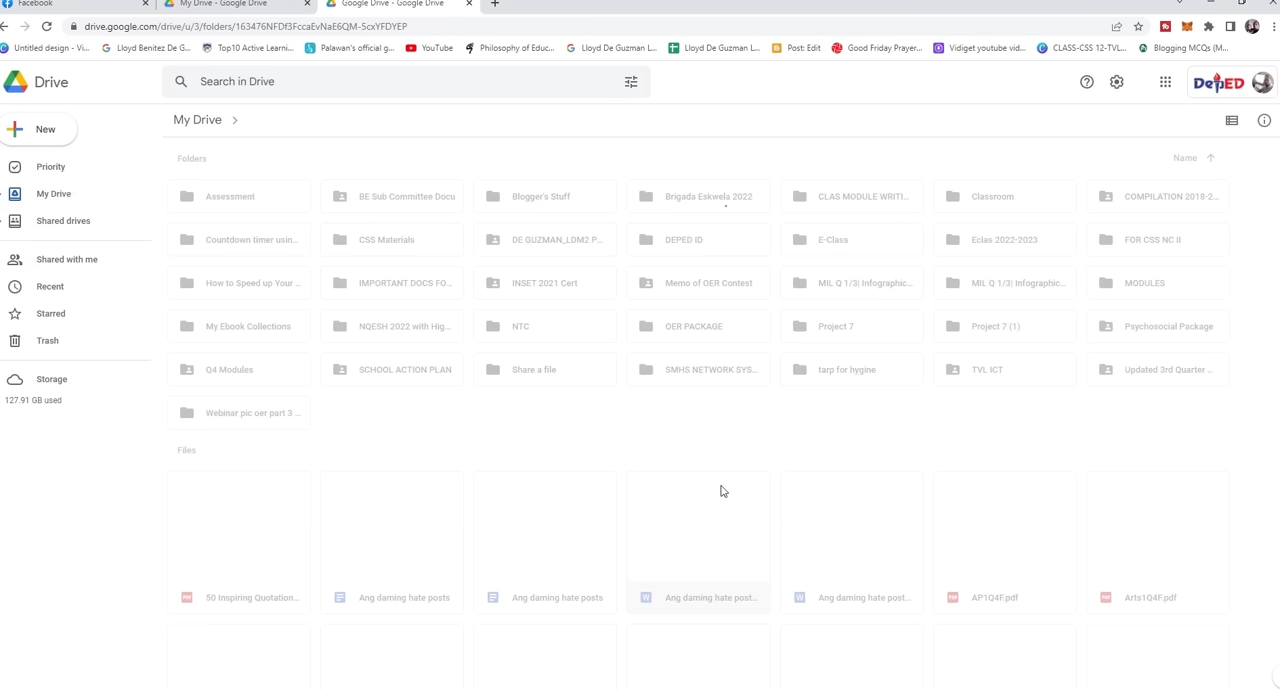 Facebook
My Drive - Google Drive
Google Drive - Google Drive
drive.google.com/drive/u/3/folders/163476NFDf3FccaEvNaE6QM-5cxYFDYEP
Untitled design - Vi... Lloyd Benitez De G... Top10 Active Learni... Palawan's official g... YouTube Philosophy of Educ... Lloyd De Guzman L... Lloyd De Guzman L... Post: Edit Good Friday Prayer... Vidiget youtube vid... CLASS-CSS 12-TVL... Blogging MCQs (M...
Drive
Search in Drive
DepED
New
My Drive
Priority
My Drive
Shared drives
Shared with me
Recent
Starred
Trash
Storage
127.91 GB used
Folders
Name
Assessment BE Sub Committee Docu Blogger's Stuff Brigada Eskwela 2022 CLAS MODULE WRITI... Classroom COMPILATION 2018-2...
Countdown timer usin... CSS Materials DE GUZMAN_LDM2 P... DEPED ID E-Class Eclas 2022-2023 FOR CSS NC II
How to Speed up Your ... IMPORTANT DOCS FO... INSET 2021 Cert Memo of OER Contest MIL Q 1/3| Infographic... MIL Q 1/3| Infographic... MODULES
My Ebook Collections NQESH 2022 with Hig... NTC OER PACKAGE Project 7 Project 7 (1) Psychosocial Package
Q4 Modules SCHOOL ACTION PLAN Share a file SMHS NETWORK SYS... tarp for hygine TVL ICT Updated 3rd Quarter ...
Webinar pic oer part 3 ...
Files
50 Inspiring Quotation... Ang daming hate posts Ang daming hate posts Ang daming hate post... Ang daming hate post... AP1Q4F.pdf Arts1Q4F.pdf